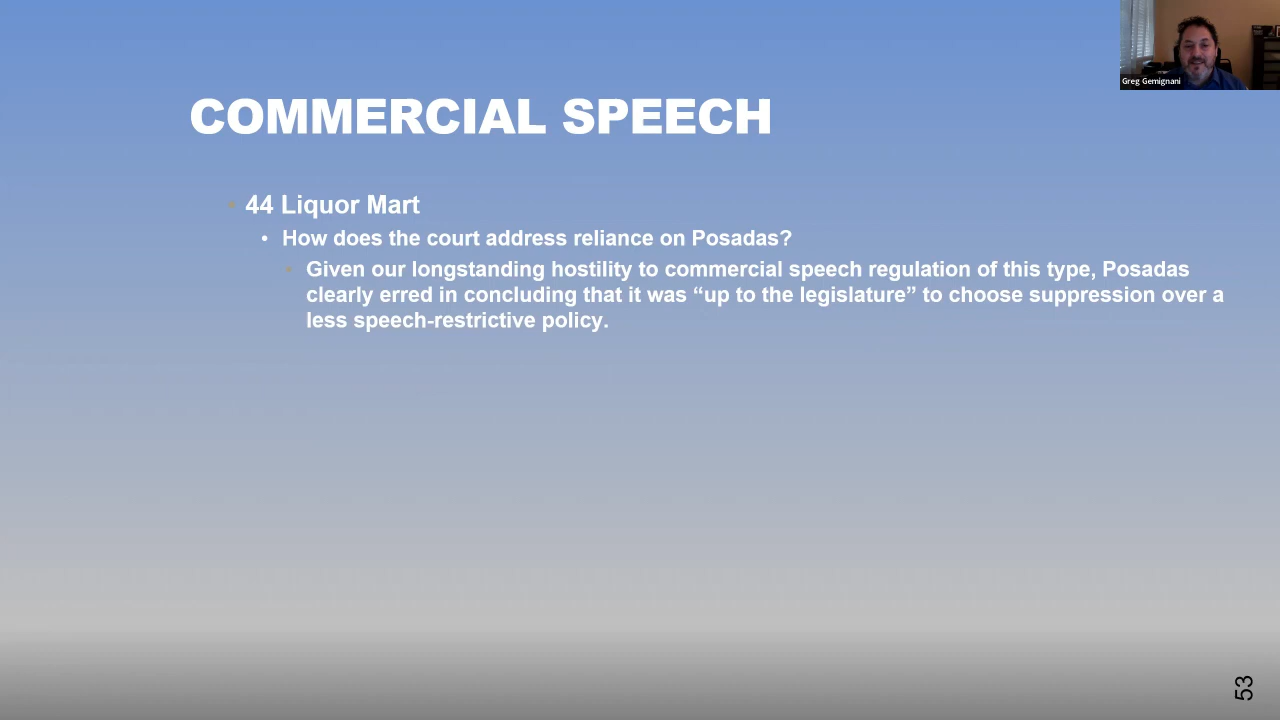 Greg Gemignani
COMMERCIAL SPEECH
44 Liquor Mart
How does the court address reliance on Posadas?
Given our longstanding hostility to commercial speech regulation of this type, Posadas
clearly erred in concluding that it was “up to the legislature” to choose suppression over a
less speech-restrictive policy.
53